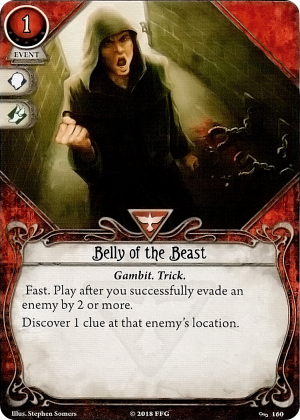 1
EVENT
Belly of the Beast
Gambit. Trick.
Fast. Play after you successfully evade an
enemy by 2 or more.
Discover 1 clue at that enemy's location.
Illus. Stephen Somers
© 2018 FFG
160